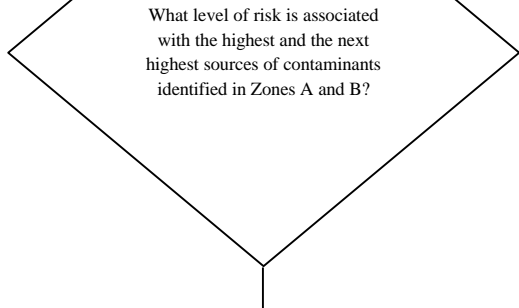 What level of risk is associated
with the highest and the next
highest sources of contaminants
identified in Zones A and B?